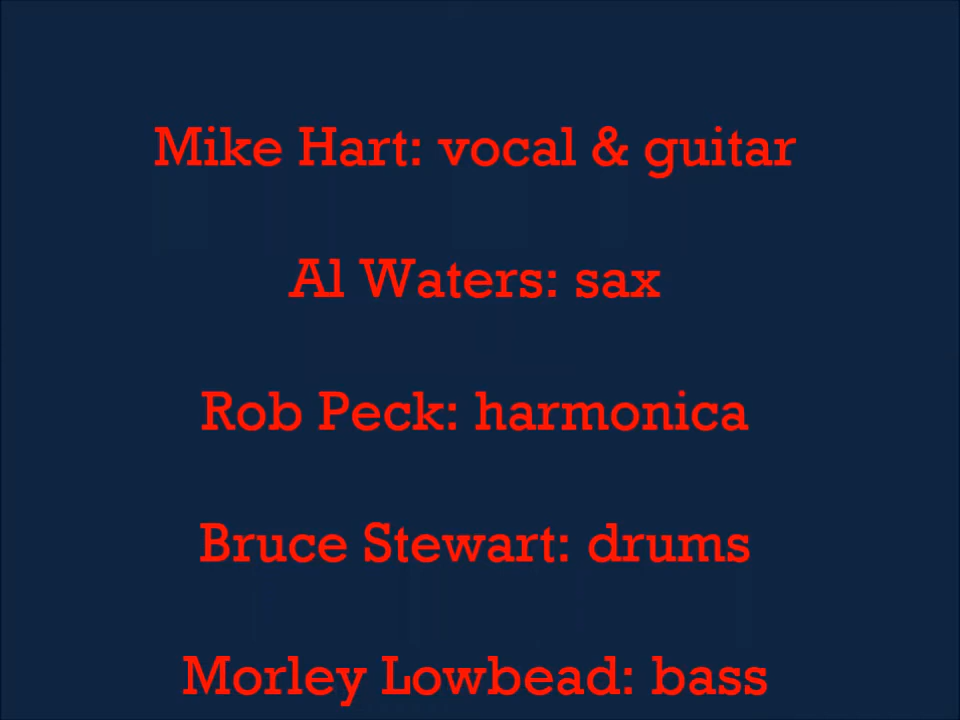 Mike Hart: vocal & guitar
Al Waters: sax
Rob Peck: harmonica
Bruce Stewart: drums
Morley Lowbead: bass